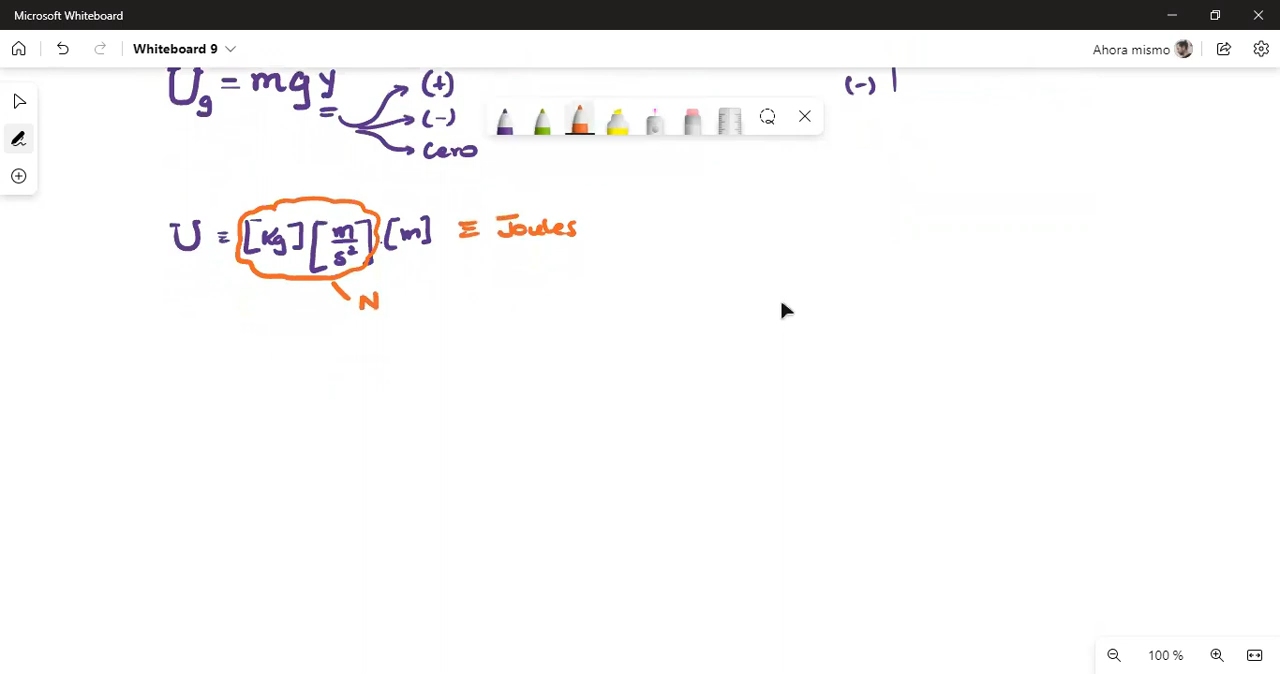 Microsoft Whiteboard
Whiteboard 9
Ahora mismo
Ug = mgy
(+)
(-)
cero
(-)
U ≡ [Kg] [m/s²] · [m] ≡ Joules
N
100 %